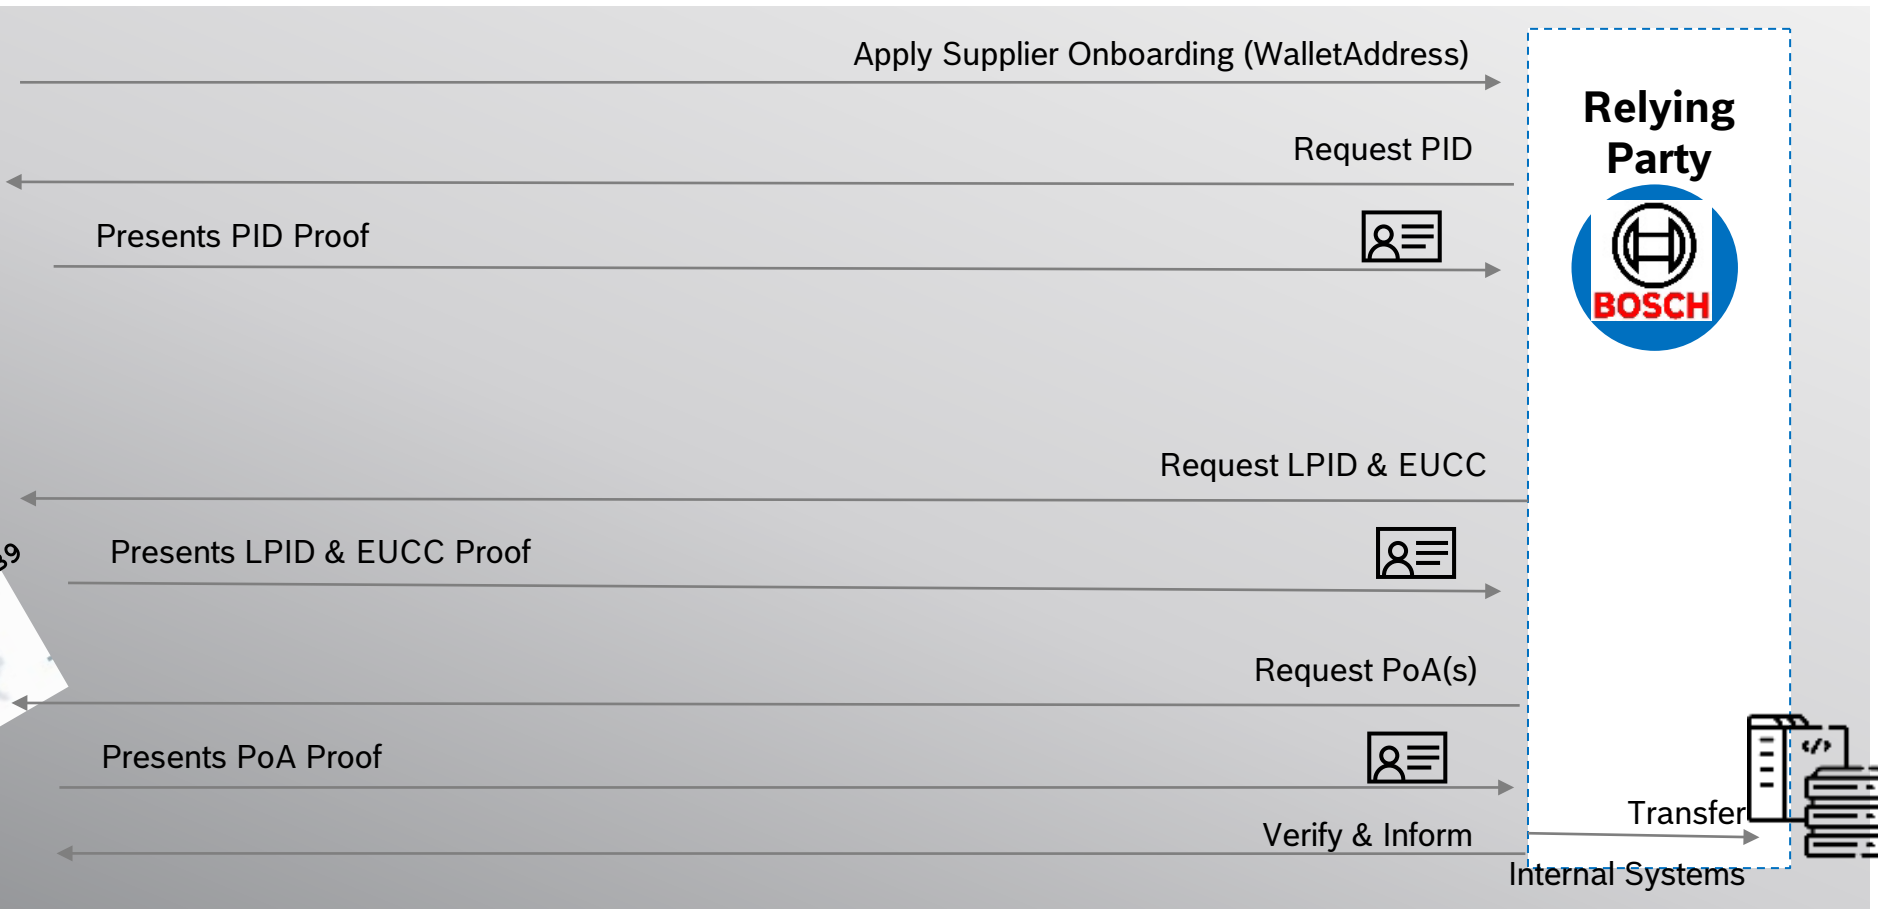 Apply Supplier Onboarding (WalletAddress)
Relying
Party
Request PID
Presents PID Proof
BOSCH
Request LPID & EUCC
Presents LPID & EUCC Proof
Request PoA(s)
Presents PoA Proof
</>
Transfer
Verify & Inform
Internal Systems